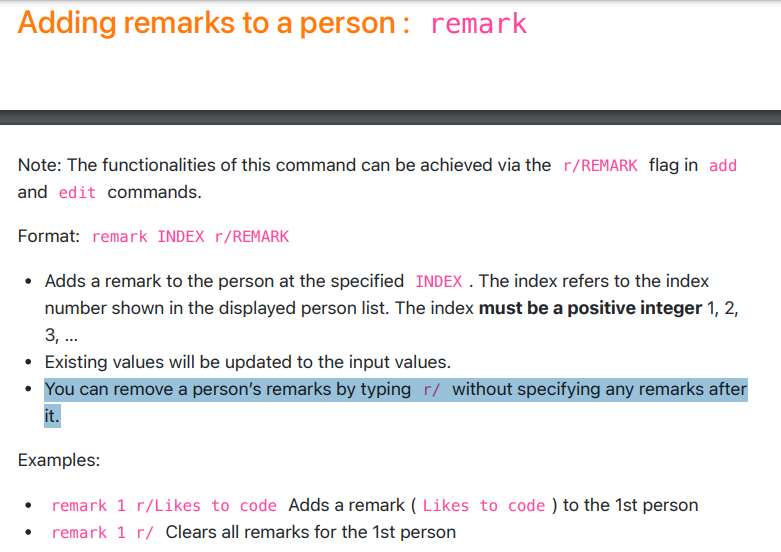 Adding remarks to a person : remark
Note: The functionalities of this command can be achieved via the r/REMARK flag in add
and edit commands.
Format: remark INDEX r/REMARK
• Adds a remark to the person at the specified INDEX . The index refers to the index
number shown in the displayed person list. The index must be a positive integer 1, 2,
3, …
• Existing values will be updated to the input values.
• You can remove a person’s remarks by typing r/ without specifying any remarks after
it.
Examples:
• remark 1 r/Likes to code Adds a remark ( Likes to code ) to the 1st person
• remark 1 r/ Clears all remarks for the 1st person